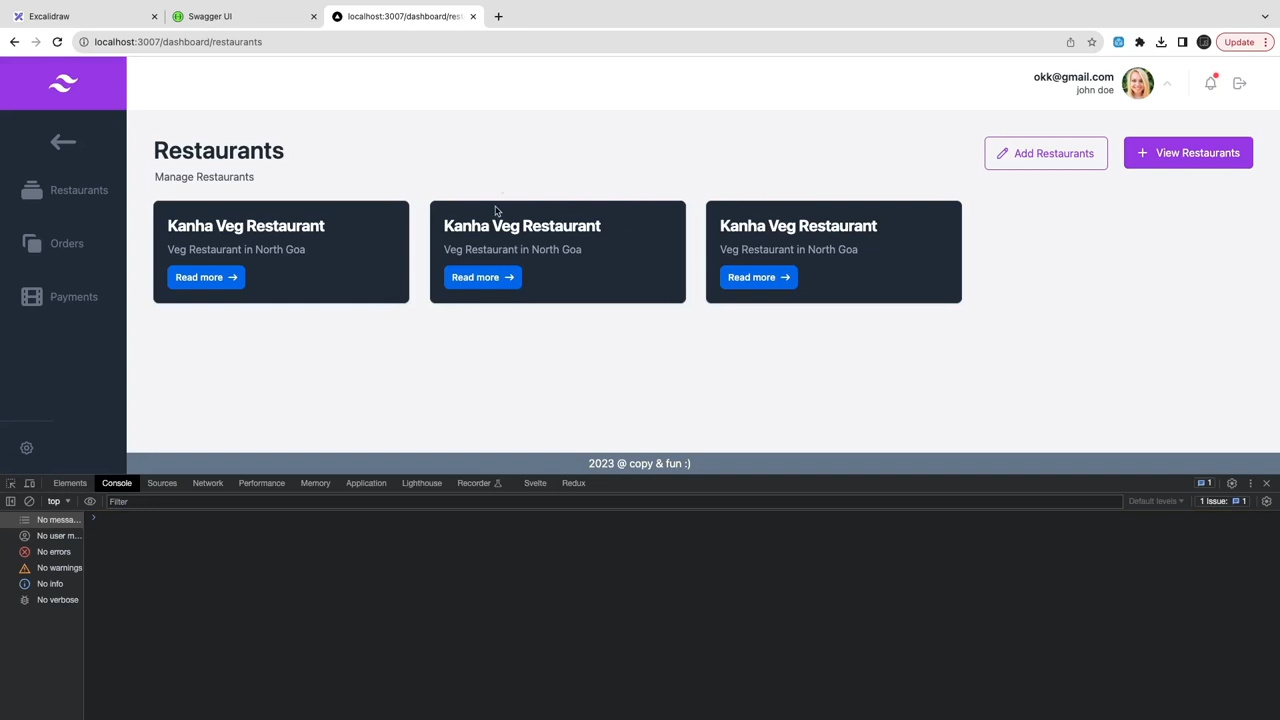 Excalidraw
Swagger UI
localhost:3007/dashboard/rest
localhost:3007/dashboard/restaurants
Update
okk@gmail.com
john doe
Restaurants
Orders
Payments
Restaurants
Manage Restaurants
Add Restaurants
View Restaurants
Kanha Veg Restaurant
Veg Restaurant in North Goa
Read more →
Kanha Veg Restaurant
Veg Restaurant in North Goa
Read more →
Kanha Veg Restaurant
Veg Restaurant in North Goa
Read more →
2023 @ copy & fun :)
Elements Console Sources Network Performance Memory Application Lighthouse Recorder Svelte Redux 1
top Filter Default levels 1 Issue: 1
No messa...
No user m...
No errors
No warnings
No info
No verbose